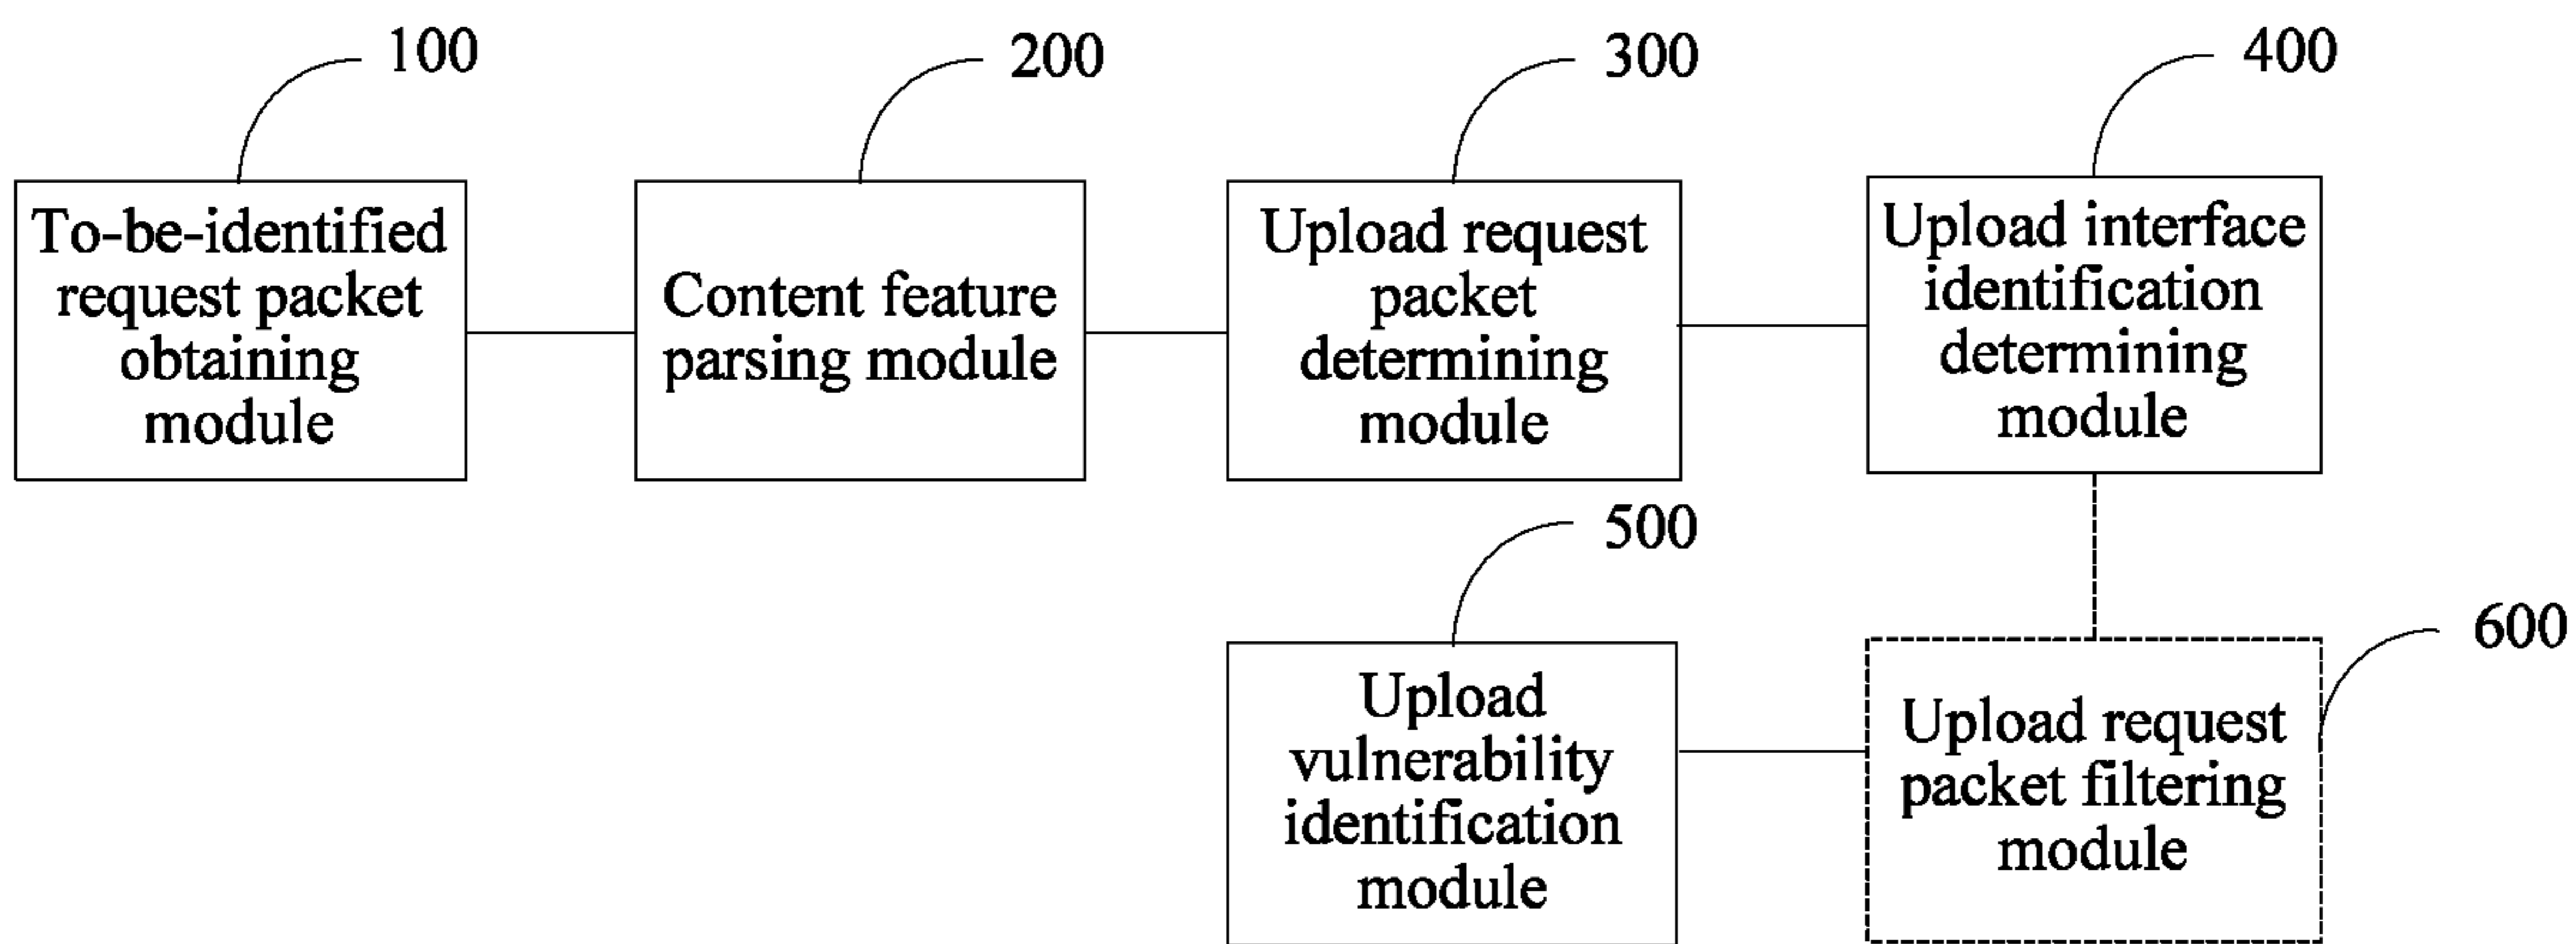 100
200
300
400
To-be-identified
request packet
obtaining
module
Content feature
parsing module
Upload request
packet
determining
module
Upload interface
identification
determining
module
500
600
Upload
vulnerability
identification
module
Upload request
packet filtering
module